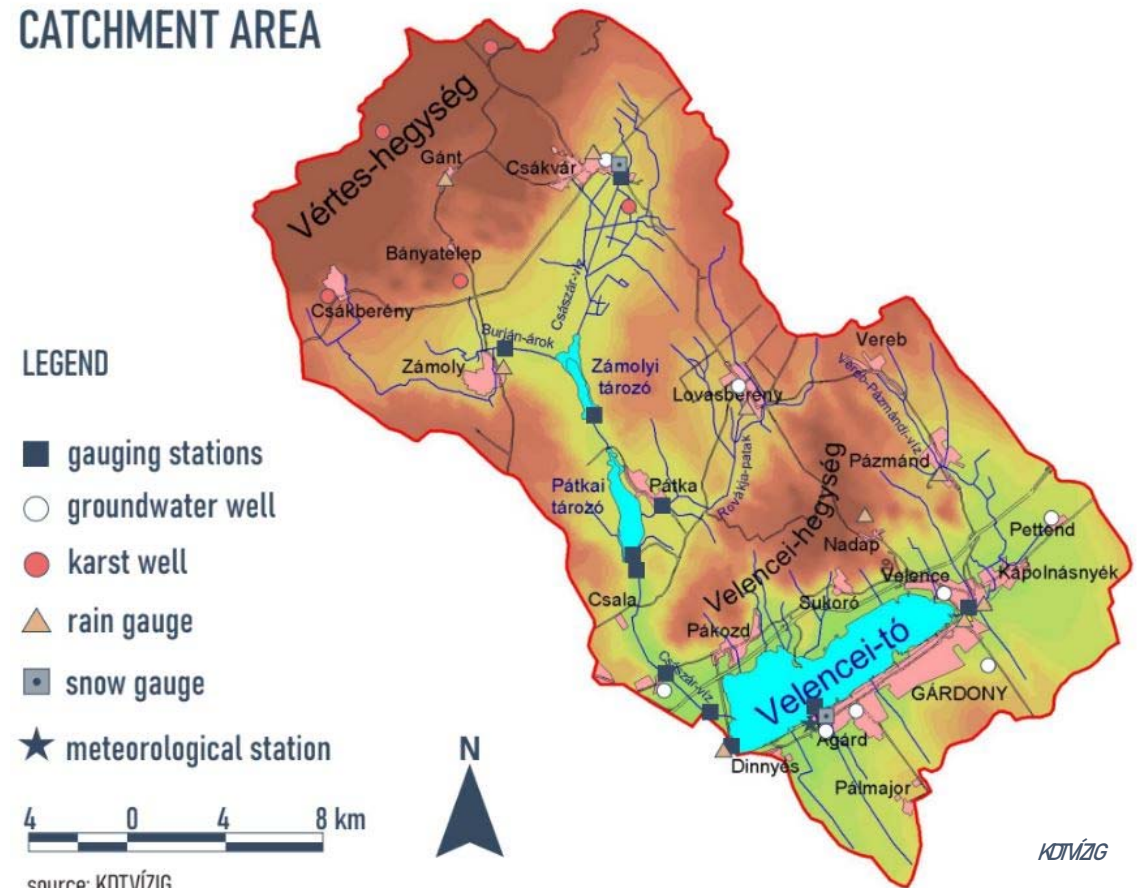 CATCHMENT AREA
Vértes-hegység
Gánt
Csákvár
Bányatelep
Csákberény
Császár-víz
Burján-árok
Zámoly
Zámolyi
tározó
Vereb
Lovasberény
Vereb-Pázmándi-víz
Pázmánd
Pátkai
tározó
Pátka
Rovákja-patak
Velencei-hegység
Nadap
Pettend
Kápolnásnyék
Velence
Csala
Sukoró
Pákozd
Velencei-tó
Császár-víz
GÁRDONY
Agárd
Dinnyés
Pálmajor
LEGEND
gauging stations
groundwater well
karst well
rain gauge
snow gauge
meteorological station
4 0 4 8 km
N
source: KDTVÍZIG
KDTVÍZIG